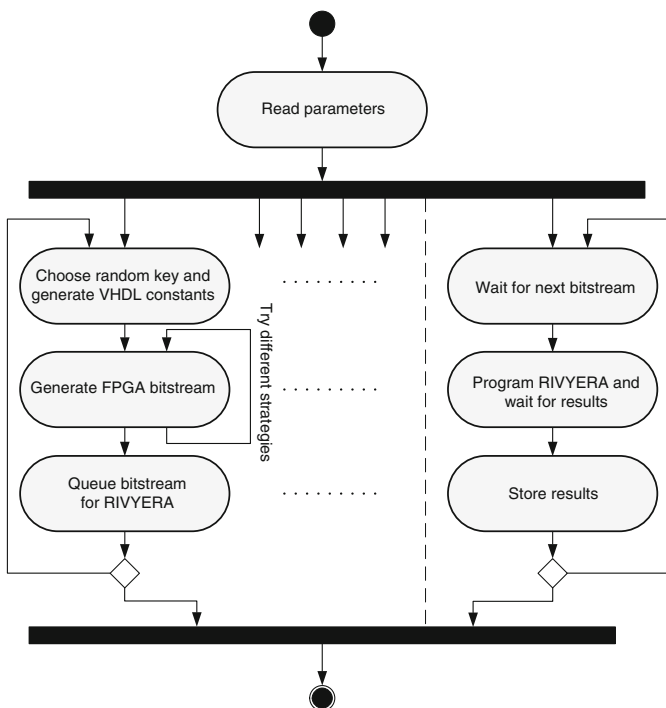 Read parameters
Choose random key and
generate VHDL constants
Wait for next bitstream
Try different strategies
Generate FPGA bitstream
Program RIVYERA and
wait for results
Queue bitstream
for RIVYERA
Store results